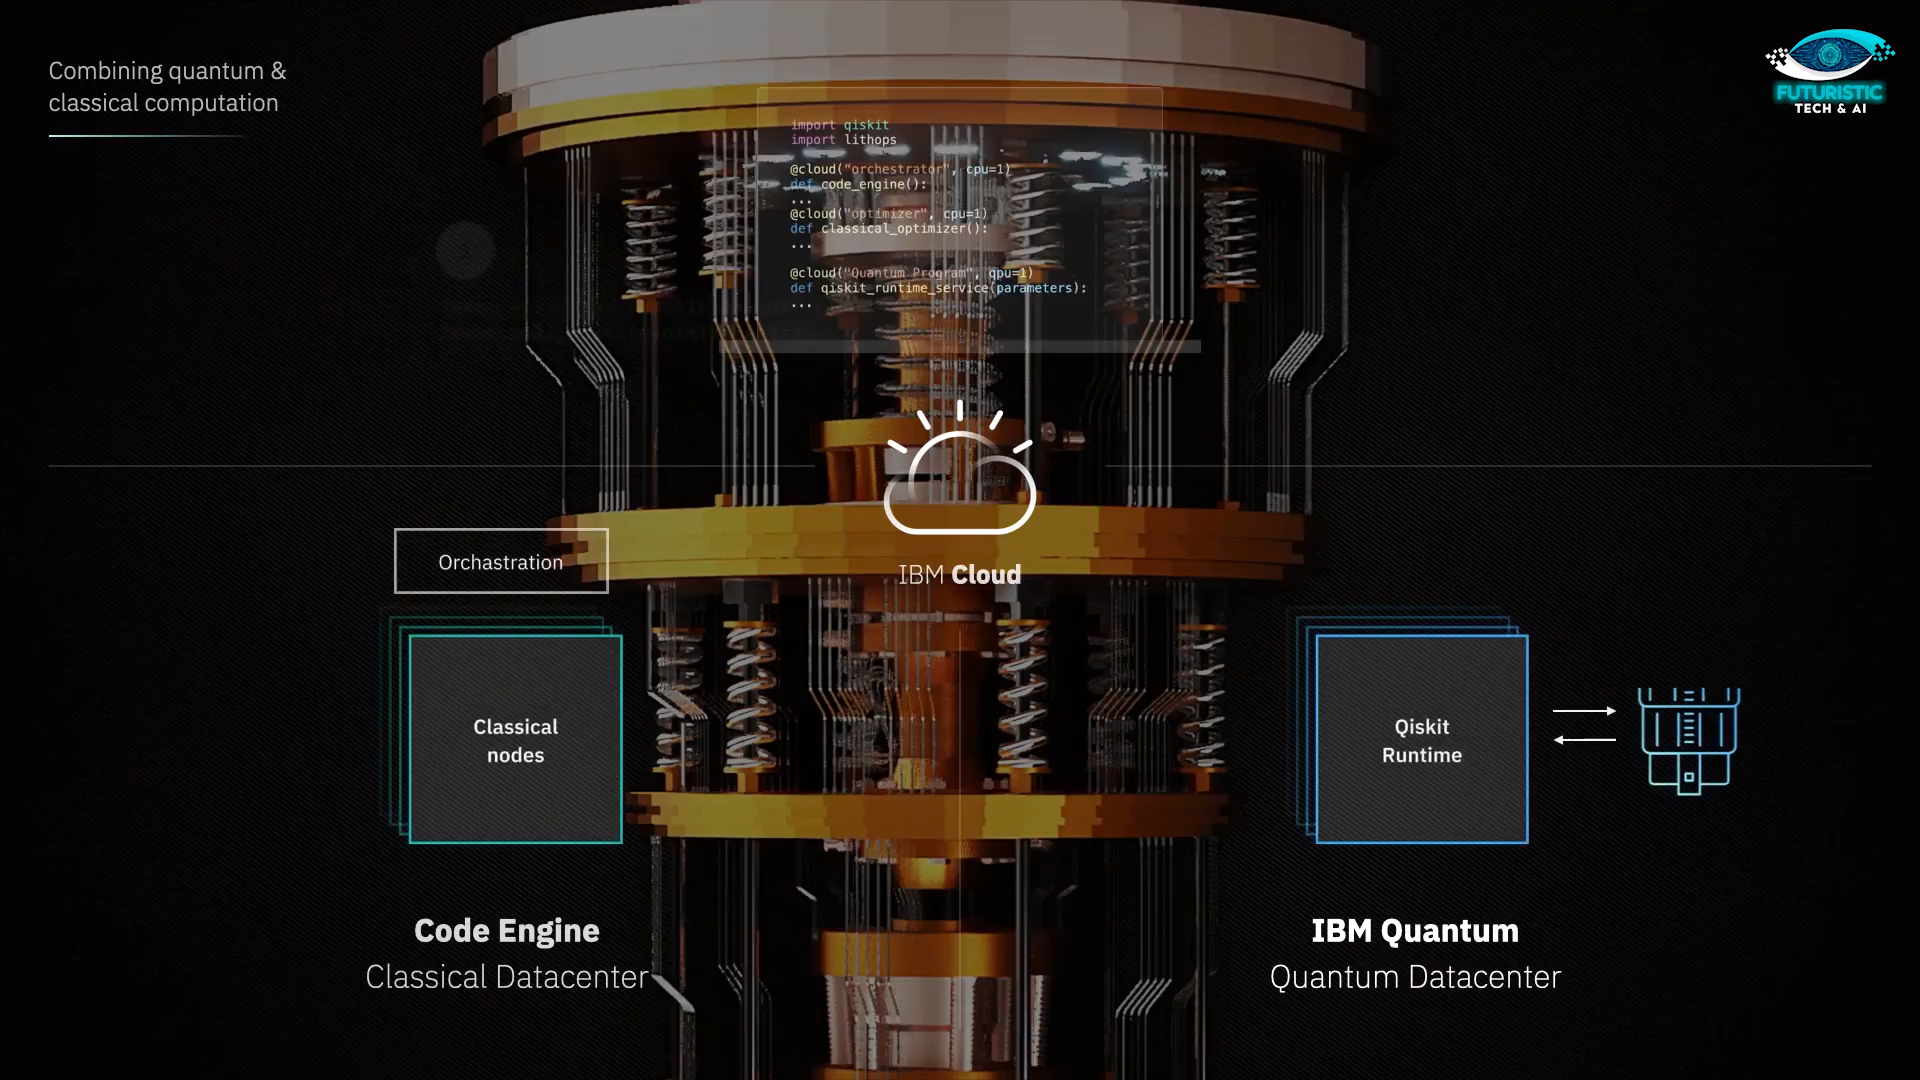 Combining quantum &
classical computation
FUTURISTIC
TECH & AI
import qiskit
import lithops
@cloud("orchestrator", cpu=1)
def code_engine():
...
@cloud("optimizer", cpu=1)
def classical_optimizer():
...
@cloud("Quantum Program", qpu=1)
def qiskit_runtime_service(parameters):
...
IBM Cloud
Orchastration
Classical
nodes
Qiskit
Runtime
Code Engine
Classical Datacenter
IBM Quantum
Quantum Datacenter